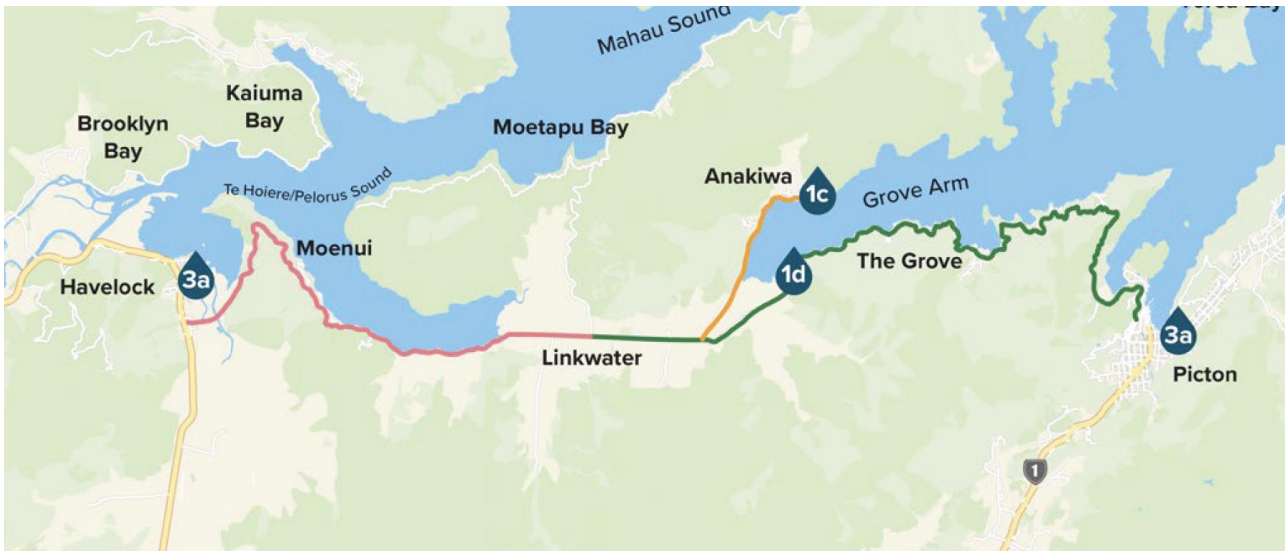 Mahau Sound
Kaiuma
Bay
Brooklyn
Bay
Moetapu Bay
Te Hoiere/Pelorus Sound
Anakiwa
1c
Grove Arm
Moenui
The Grove
1d
Havelock
3a
Linkwater
3a
Picton
1